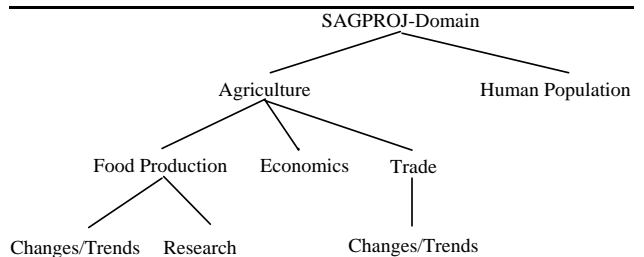 SAGPROJ-Domain
Agriculture Human Population
Food Production Economics Trade
Changes/Trends Research Changes/Trends